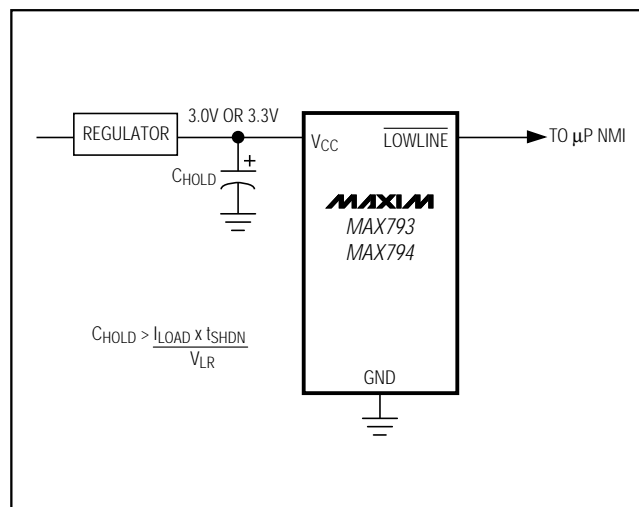 3.0V OR 3.3V
REGULATOR
VCC
LOWLINE
TO μP NMI
+
CHOLD
MAXIM
MAX793
MAX794
CHOLD > ILOAD x tSHDN
VLR
GND